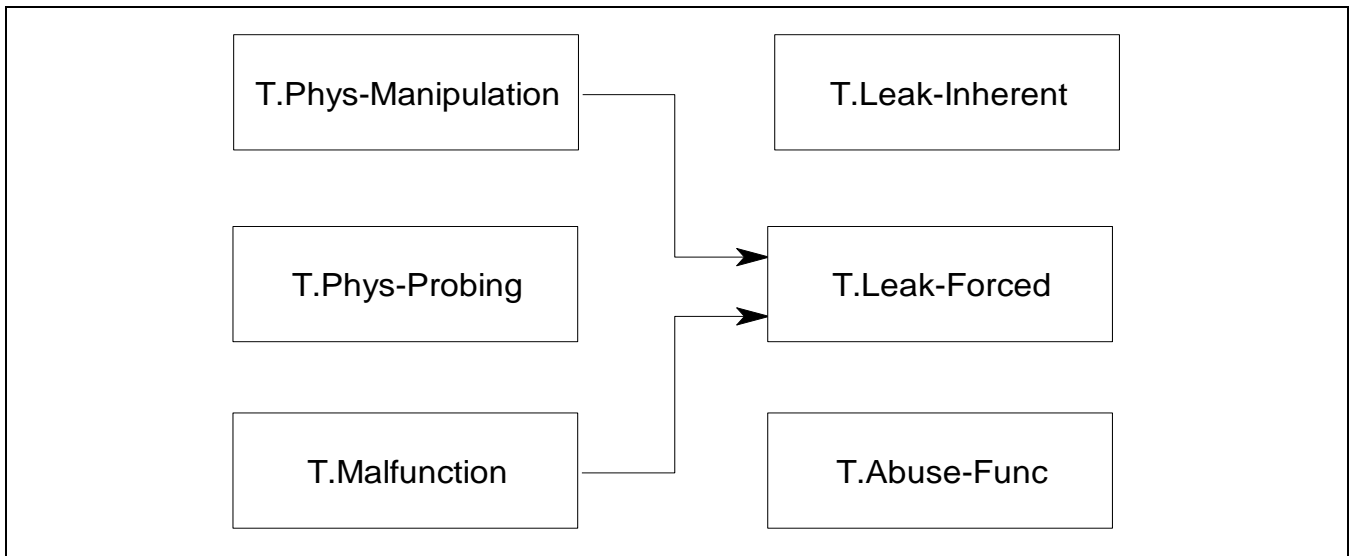 T.Phys-Manipulation
T.Leak-Inherent
T.Phys-Probing
T.Leak-Forced
T.Malfunction
T.Abuse-Func